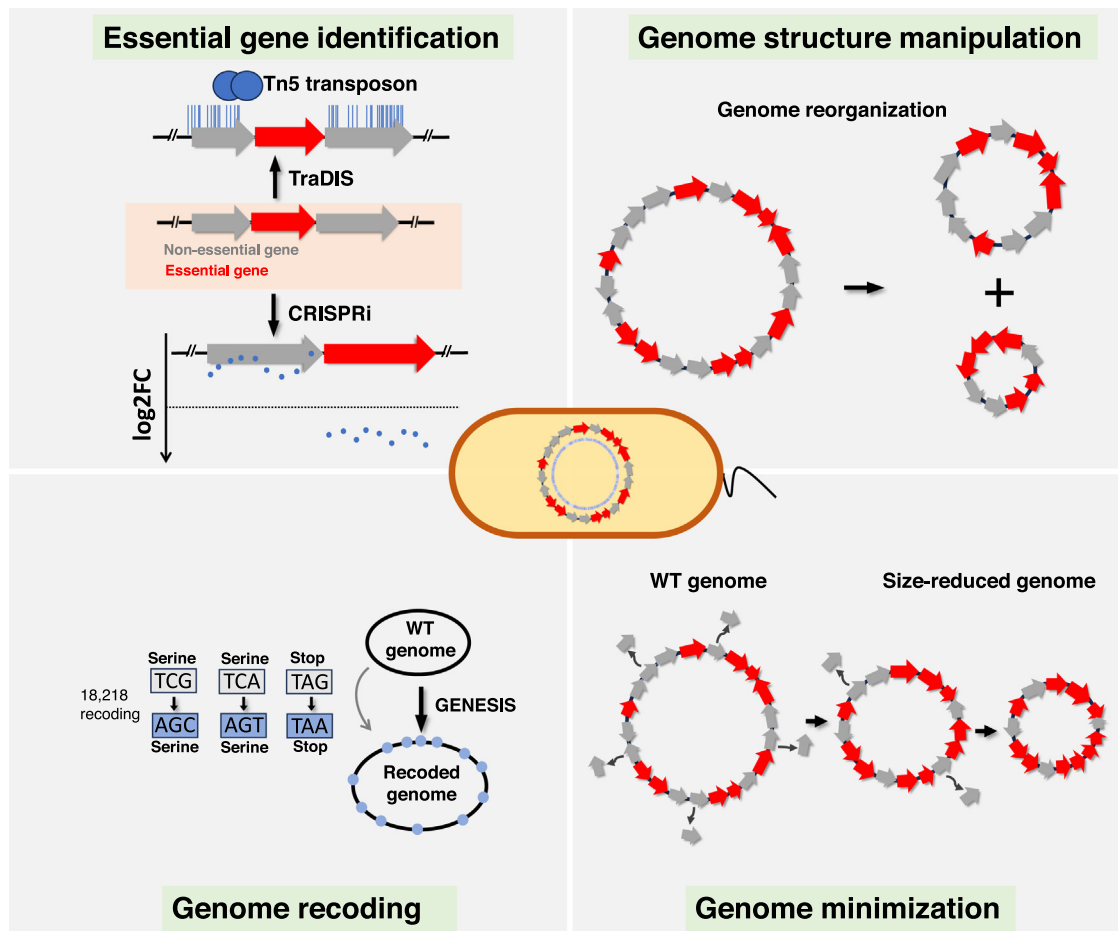 Essential gene identification
Tn5 transposon
TraDIS
Non-essential gene
Essential gene
CRISPRi
log2FC
Genome structure manipulation
Genome reorganization
+
WT
genome
Serine Serine Stop
TCG TCA TAG
18,218
recoding
GENESIS
AGC AGT TAA
Serine Serine Stop
Recoded
genome
Genome recoding
WT genome
Size-reduced genome
Genome minimization